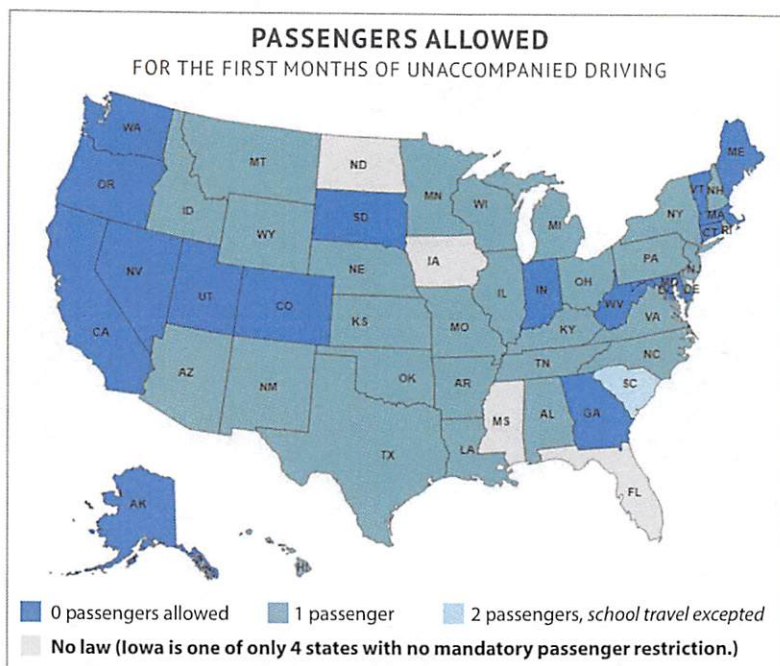 PASSENGERS ALLOWED
FOR THE FIRST MONTHS OF UNACCOMPANIED DRIVING
WA
MT
ND
MN
ME
OR
ID
SD
WI
VT
NH
WY
MI
NY
MA
CT
RI
NV
UT
CO
NE
IA
IL
IN
OH
PA
NJ
MD
DE
CA
KS
MO
KY
WV
VA
AZ
NM
OK
AR
TN
NC
SC
MS
AL
GA
TX
LA
FL
AK
HI
0 passengers allowed
1 passenger
2 passengers, school travel excepted
No law (Iowa is one of only 4 states with no mandatory passenger restriction.)